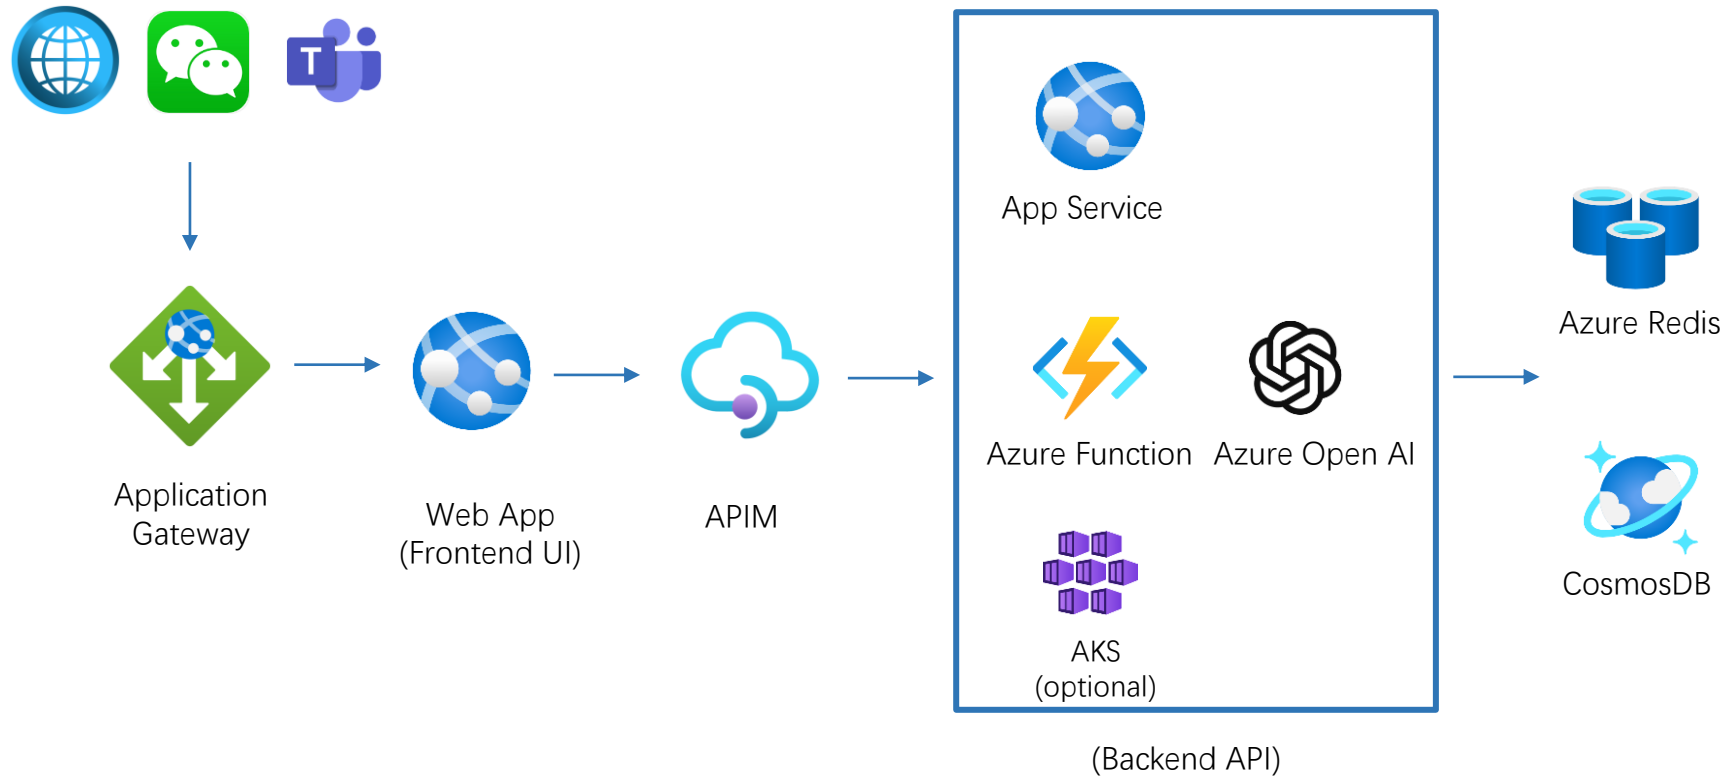 T
App Service
Azure Redis
Azure Function
Azure Open AI
Application
Gateway
Web App
(Frontend UI)
APIM
CosmosDB
AKS
(optional)
(Backend API)